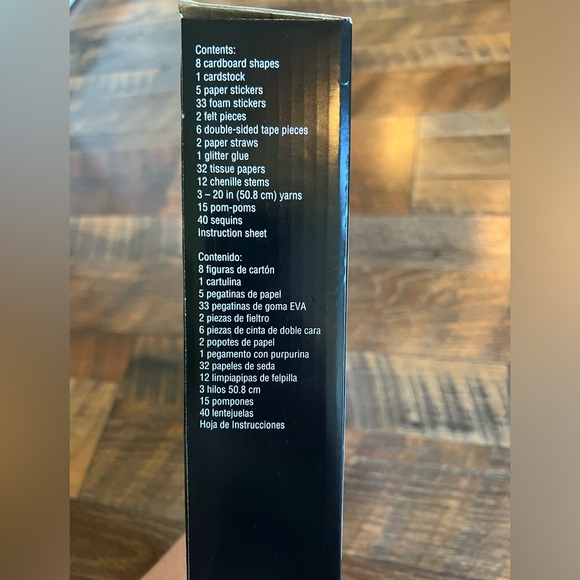 Contents:
8 cardboard shapes
1 cardstock
5 paper stickers
33 foam stickers
2 felt pieces
6 double-sided tape pieces
2 paper straws
1 glitter glue
32 tissue papers
12 chenille stems
3 – 20 in (50.8 cm) yarns
15 pom-poms
40 sequins
Instruction sheet
Contenido:
8 figuras de cartón
1 cartulina
5 pegatinas de papel
33 pegatinas de goma EVA
2 piezas de fieltro
6 piezas de cinta de doble cara
2 popotes de papel
1 pegamento con purpurina
32 papeles de seda
12 limpiapipas de felpilla
3 hilos 50.8 cm
15 pompones
40 lentejuelas
Hoja de Instrucciones